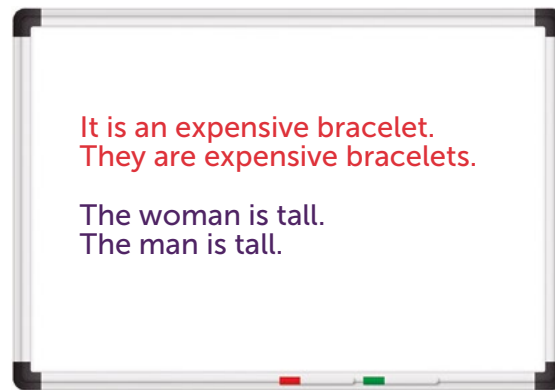 It is an expensive bracelet.
They are expensive bracelets.
The woman is tall.
The man is tall.